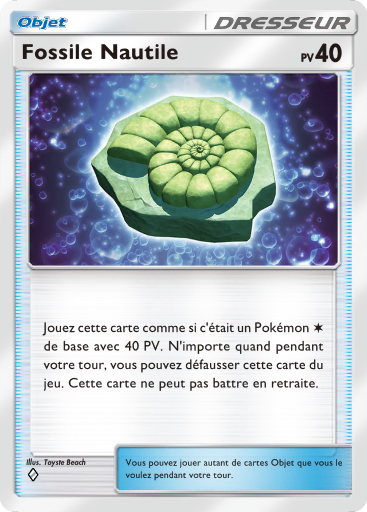 Objet
DRESSEUR
Fossile Nautile
PV 40
Jouez cette carte comme si c'était un Pokémon ✶
de base avec 40 PV. N'importe quand pendant
votre tour, vous pouvez défausser cette carte du
jeu. Cette carte ne peut pas battre en retraite.
Illus. Toyste Beach
Vous pouvez jouer autant de cartes Objet que vous le
voulez pendant votre tour.